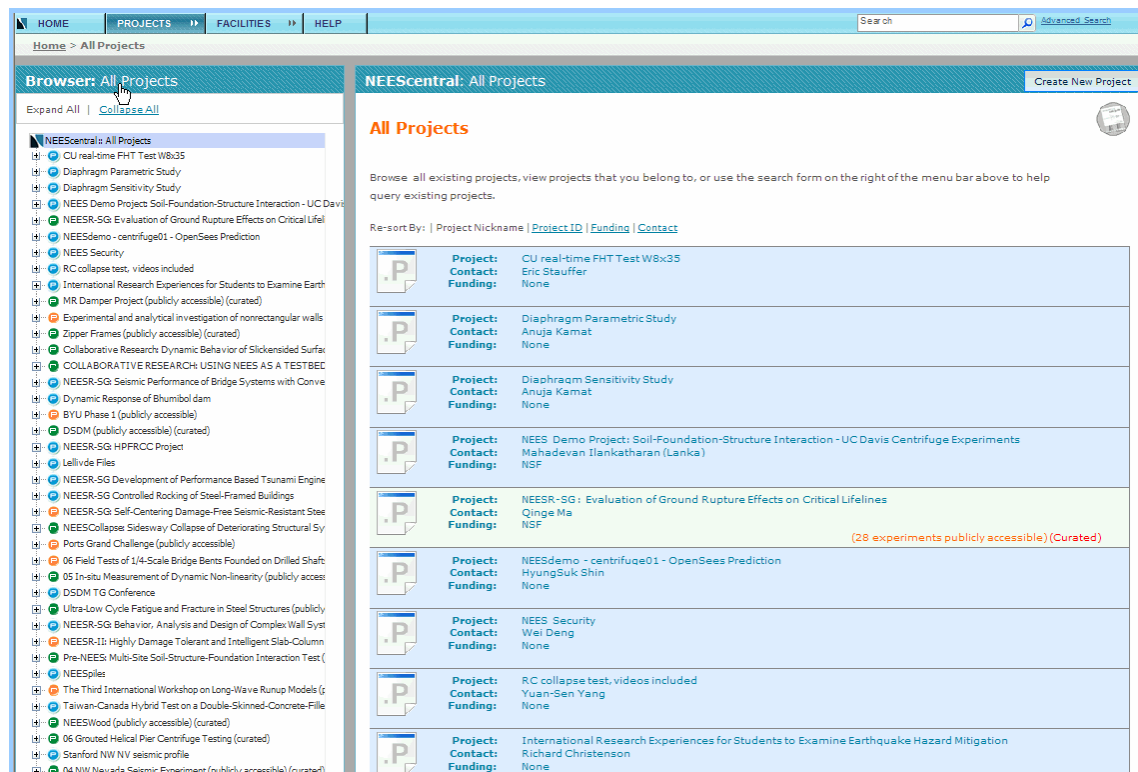 HOME
PROJECTS
FACILITIES
HELP
Search
Advanced Search
Home > All Projects
Browser: All Projects
Expand All | Collapse All
NEEScentral :: All Projects
CU real-time FHT Test W8x35
Diaphragm Parametric Study
Diaphragm Sensitivity Study
NEES Demo Project: Soil-Foundation-Structure Interaction - UC Davi
NEESR-SG: Evaluation of Ground Rupture Effects on Critical Lifel
NEESdemo - centrifuge01 - OpenSees Prediction
NEES Security
RC collapse test, videos included
International Research Experiences for Students to Examine Earth
MR Damper Project (publicly accessible) (curated)
Experimental and analytical investigation of nonrectangular walls
Zipper Frames (publicly accessible) (curated)
Collaborative Research: Dynamic Behavior of Slickensided Surfac
COLLABORATIVE RESEARCH: USING NEES AS A TESTBED
NEESR-SG: Seismic Performance of Bridge Systems with Conve
Dynamic Response of Bhumibol dam
BYU Phase 1 (publicly accessible)
DSDM (publicly accessible) (curated)
NEESR-SG: HPFRCC Project
Lellivde Files
NEESR-SG Development of Performance Based Tsunami Engine
NEESR-SG Controlled Rocking of Steel-Framed Buildings
NEESR-SG: Self-Centering Damage-Free Seismic-Resistant Stee
NEESCollapse: Sidesway Collapse of Deteriorating Structural Sy
Ports Grand Challenge (publicly accessible)
06 Field Tests of 1/4-Scale Bridge Bents Founded on Drilled Shaft
05 In-situ Measurement of Dynamic Non-linearity (publicly access
DSDM TG Conference
Ultra-Low Cycle Fatigue and Fracture in Steel Structures (publicly
NEESR-SG: Behavior, Analysis and Design of Complex Wall Syst
NEESR-II: Highly Damage Tolerant and Intelligent Slab-Column
Pre-NEES: Multi-Site Soil-Structure-Foundation Interaction Test (
NEESpiles
The Third International Workshop on Long-Wave Runup Models (p
Taiwan-Canada Hybrid Test on a Double-Skinned-Concrete-Fille
NEESWood (publicly accessible) (curated)
06 Grouted Helical Pier Centrifuge Testing (curated)
Stanford NW NV seismic profile
04 NW Nevada Seismic Experiment (publicly accessible) (curated)
NEEScentral: All Projects
Create New Project
All Projects
Browse all existing projects, view projects that you belong to, or use the search form on the right of the menu bar above to help
query existing projects.
Re-sort By: | Project Nickname | Project ID | Funding | Contact
.P
Project: CU real-time FHT Test W8x35
Contact: Eric Stauffer
Funding: None
.P
Project: Diaphragm Parametric Study
Contact: Anuja Kamat
Funding: None
.P
Project: Diaphragm Sensitivity Study
Contact: Anuja Kamat
Funding: None
.P
Project: NEES Demo Project: Soil-Foundation-Structure Interaction - UC Davis Centrifuge Experiments
Contact: Mahadevan Ilankatharan (Lanka)
Funding: NSF
.P
Project: NEESR-SG: Evaluation of Ground Rupture Effects on Critical Lifelines
Contact: Qinge Ma
Funding: NSF
(28 experiments publicly accessible) (Curated)
.P
Project: NEESdemo - centrifuge01 - OpenSees Prediction
Contact: HyungSuk Shin
Funding: None
.P
Project: NEES Security
Contact: Wei Deng
Funding: None
.P
Project: RC collapse test, videos included
Contact: Yuan-Sen Yang
Funding: None
.P
Project: International Research Experiences for Students to Examine Earthquake Hazard Mitigation
Contact: Richard Christenson
Funding: None